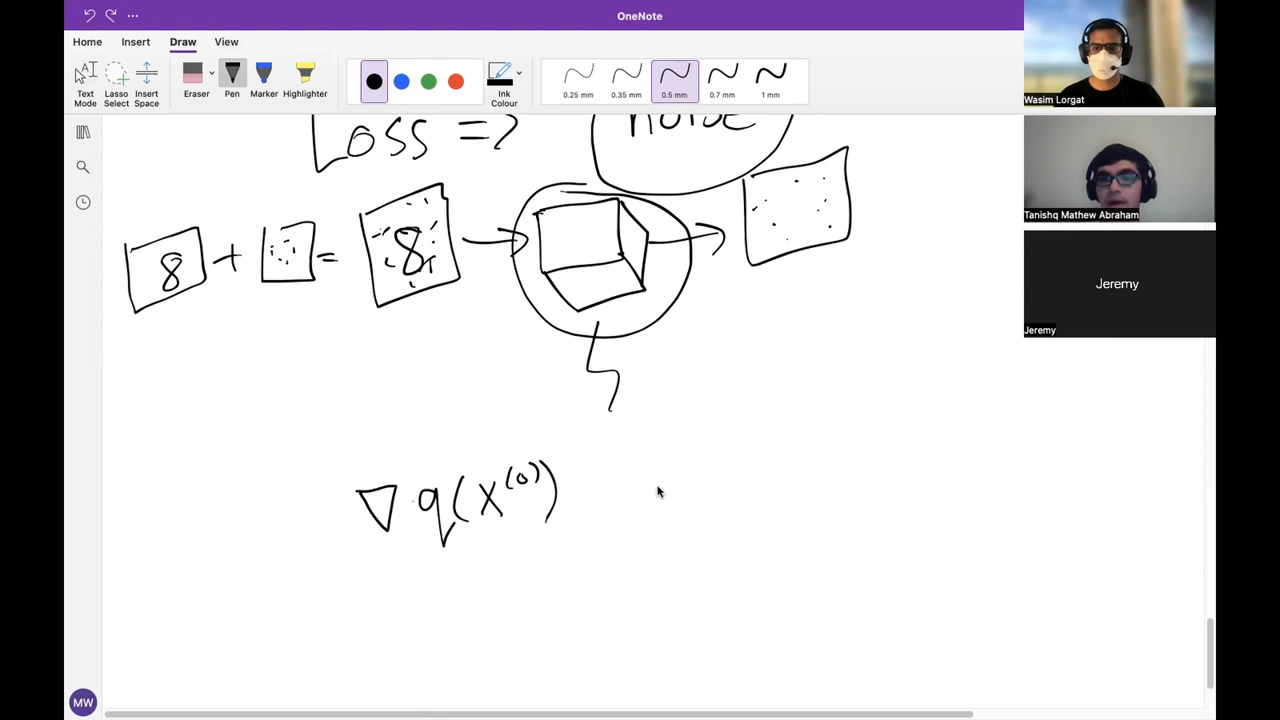 OneNote
Home Insert Draw View
Text Mode Lasso Select Insert Space Eraser Pen Marker Highlighter Ink Colour 0.25 mm 0.35 mm 0.5 mm 0.7 mm 1 mm
Wasim Lorgat
Loss => noise
8 + = 8
Tanishq Mathew Abraham
Jeremy
Jeremy
∇ q(x^(0))
MW